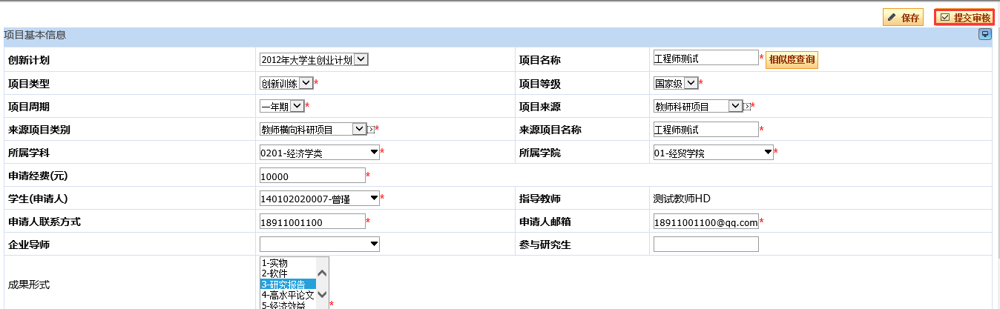 保存 提交审核
项目基本信息
创新计划 2012年大学生创业计划 项目名称 工程师测试 * 相似度查询
项目类型 创新训练 * 项目等级 国家级 *
项目周期 一年期 * 项目来源 教师科研项目 *
来源项目类别 教师横向科研项目 * 来源项目名称 工程师测试 *
所属学科 0201-经济学类 * 所属学院 01-经贸学院 *
申请经费(元) 10000 *
学生(申请人) 140102020007-曾瑾 * 指导教师 测试教师HD
申请人联系方式 18911001100 * 申请人邮箱 18911001100@qq.com *
企业导师 参与研究生
1-实物
2-软件
成果形式 3-研究报告
4-高水平论文
5-经济效益 *